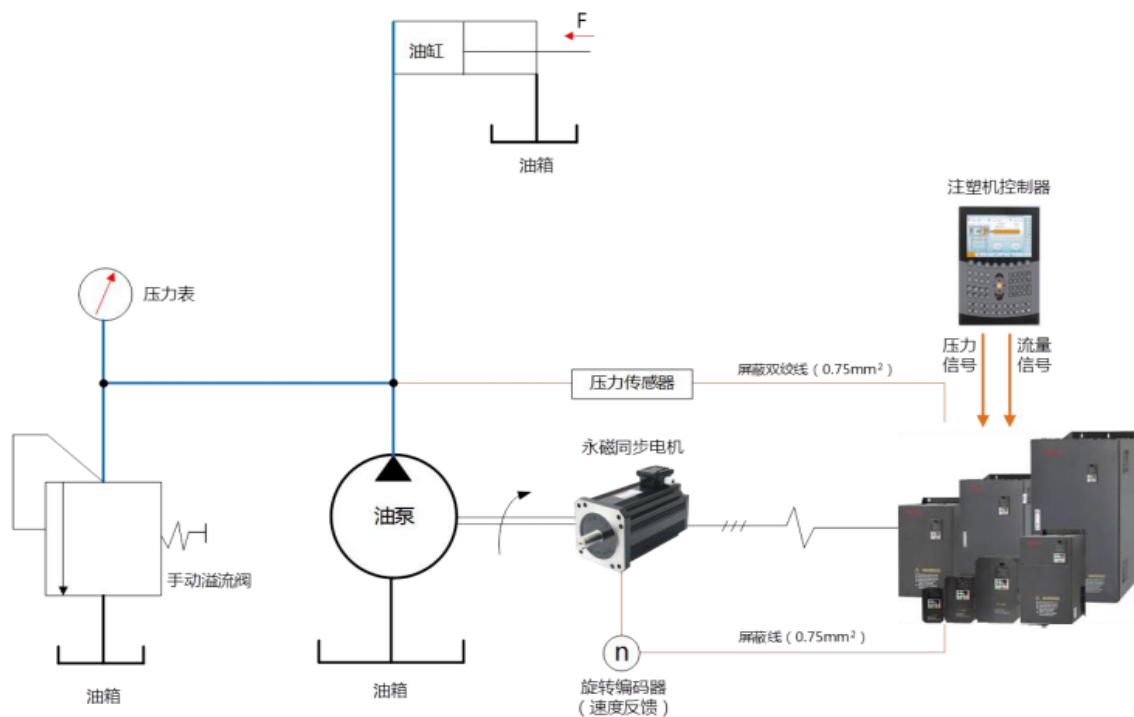 F
油缸
油箱
注塑机控制器
压力表
压力
信号
流量
信号
压力传感器
屏蔽双绞线（0.75mm²）
永磁同步电机
油泵
手动溢流阀
屏蔽线（0.75mm²）
n
油箱
油箱
旋转编码器
（速度反馈）